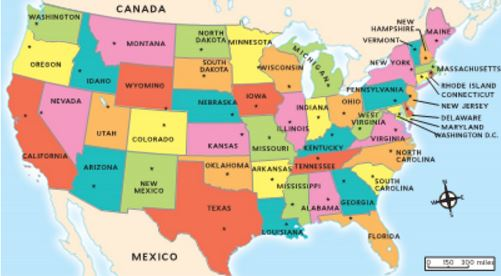 CANADA
WASHINGTON
MONTANA
NORTH
DAKOTA
MINNESOTA
MICHIGAN
NEW
HAMPSHIRE
VERMONT
MAINE
OREGON
IDAHO
WYOMING
SOUTH
DAKOTA
WISCONSIN
NEW YORK
MASSACHUSETTS
RHODE ISLAND
CONNECTICUT
NEW JERSEY
DELAWARE
MARYLAND
WASHINGTON D.C.
NEVADA
UTAH
COLORADO
NEBRASKA
IOWA
ILLINOIS
INDIANA
OHIO
PENNSYLVANIA
WEST
VIRGINIA
VIRGINIA
CALIFORNIA
ARIZONA
NEW
MEXICO
KANSAS
MISSOURI
KENTUCKY
NORTH
CAROLINA
TENNESSEE
OKLAHOMA
ARKANSAS
SOUTH
CAROLINA
MISSISSIPPI
ALABAMA
GEORGIA
TEXAS
LOUISIANA
FLORIDA
MEXICO
0 150 300 miles